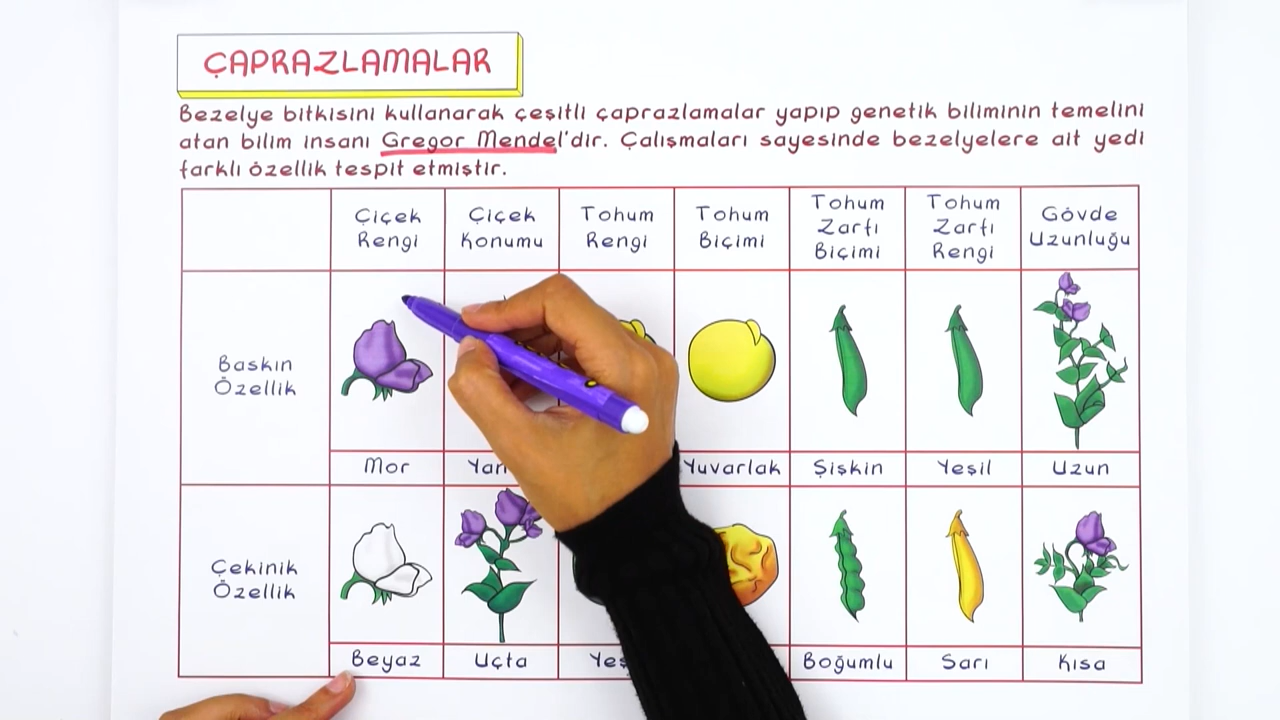 ÇAPRAZLAMALAR
Bezelye bitkisini kullanarak çeşitli çaprazlamalar yapıp genetik biliminin temelini
atan bilim insanı Gregor Mendel'dir. Çalışmaları sayesinde bezelyelere ait yedi
farklı özellik tespit etmiştir.
Çiçek Rengi
Çiçek Konumu
Tohum Rengi
Tohum Biçimi
Tohum Zarfı Biçimi
Tohum Zarfı Rengi
Gövde Uzunluğu
Baskın Özellik
Mor
Yuvarlak
Şişkin
Yeşil
Uzun
Çekinik Özellik
Beyaz
Uçta
Boğumlu
Sarı
Kısa